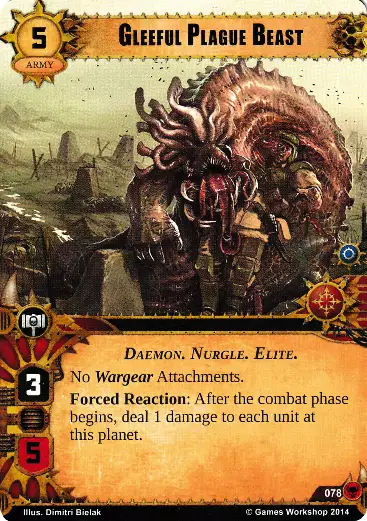 5
GLEEFUL PLAGUE BEAST
ARMY
DAEMON. NURGLE. ELITE.
3
No Wargear Attachments.
Forced Reaction: After the combat phase
begins, deal 1 damage to each unit at
this planet.
5
078
Illus. Dimitri Bielak
© Games Workshop 2014